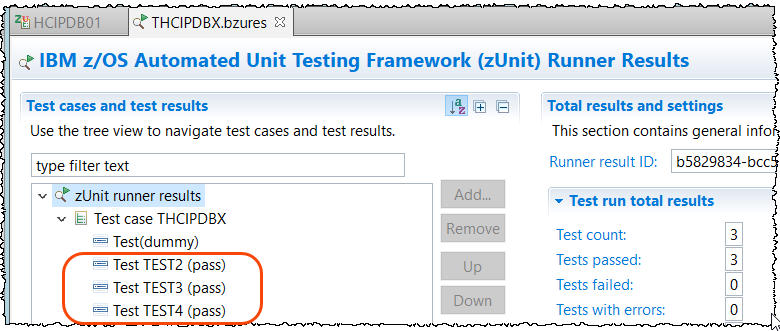 HCIPDB01
THCIPDBX.bzures
IBM z/OS Automated Unit Testing Framework (zUnit) Runner Results
Test cases and test results
Use the tree view to navigate test cases and test results.
type filter text
zUnit runner results
Test case THCIPDBX
Test(dummy)
Test TEST2 (pass)
Test TEST3 (pass)
Test TEST4 (pass)
Add...
Remove
Up
Down
Total results and settings
This section contains general
Runner result ID: b5829834-bcc5
Test run total results
Test count: 3
Tests passed: 3
Tests failed: 0
Tests with errors: 0